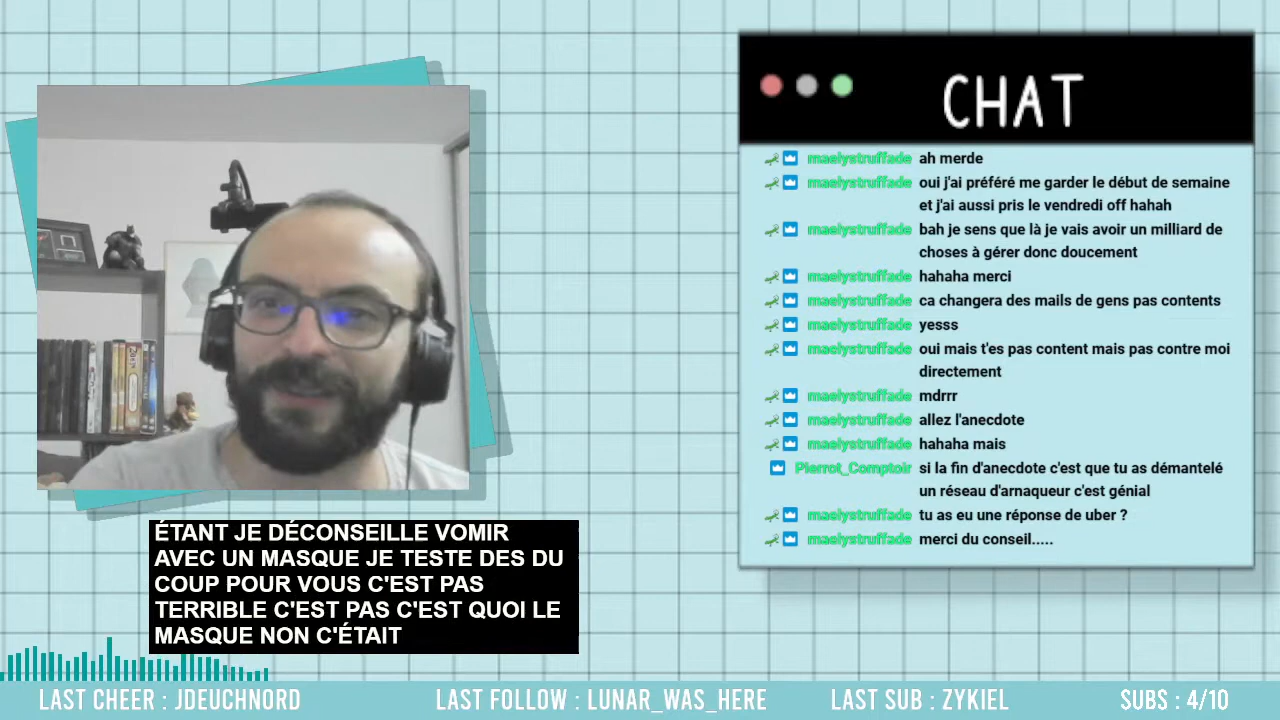 CHAT
maelystruffade ah merde
maelystruffade oui j'ai préféré me garder le début de semaine
et j'ai aussi pris le vendredi off hahah
maelystruffade bah je sens que là je vais avoir un milliard de
choses à gérer donc doucement
maelystruffade hahaha merci
maelystruffade ca changera des mails de gens pas contents
maelystruffade yesss
maelystruffade oui mais t'es pas content mais pas contre moi
directement
maelystruffade mdrrr
maelystruffade allez l'anecdote
maelystruffade hahaha mais
Pierrot_Comptoir si la fin d'anecdote c'est que tu as démantelé
un réseau d'arnaqueur c'est génial
maelystruffade tu as eu une réponse de uber ?
maelystruffade merci du conseil.....
ÉTANT JE DÉCONSEILLE VOMIR
AVEC UN MASQUE JE TESTE DES DU
COUP POUR VOUS C'EST PAS
TERRIBLE C'EST PAS C'EST QUOI LE
MASQUE NON C'ÉTAIT
LAST CHEER : JDEUCHNORD
LAST FOLLOW : LUNAR_WAS_HERE
LAST SUB : ZYKIEL
SUBS : 4/10